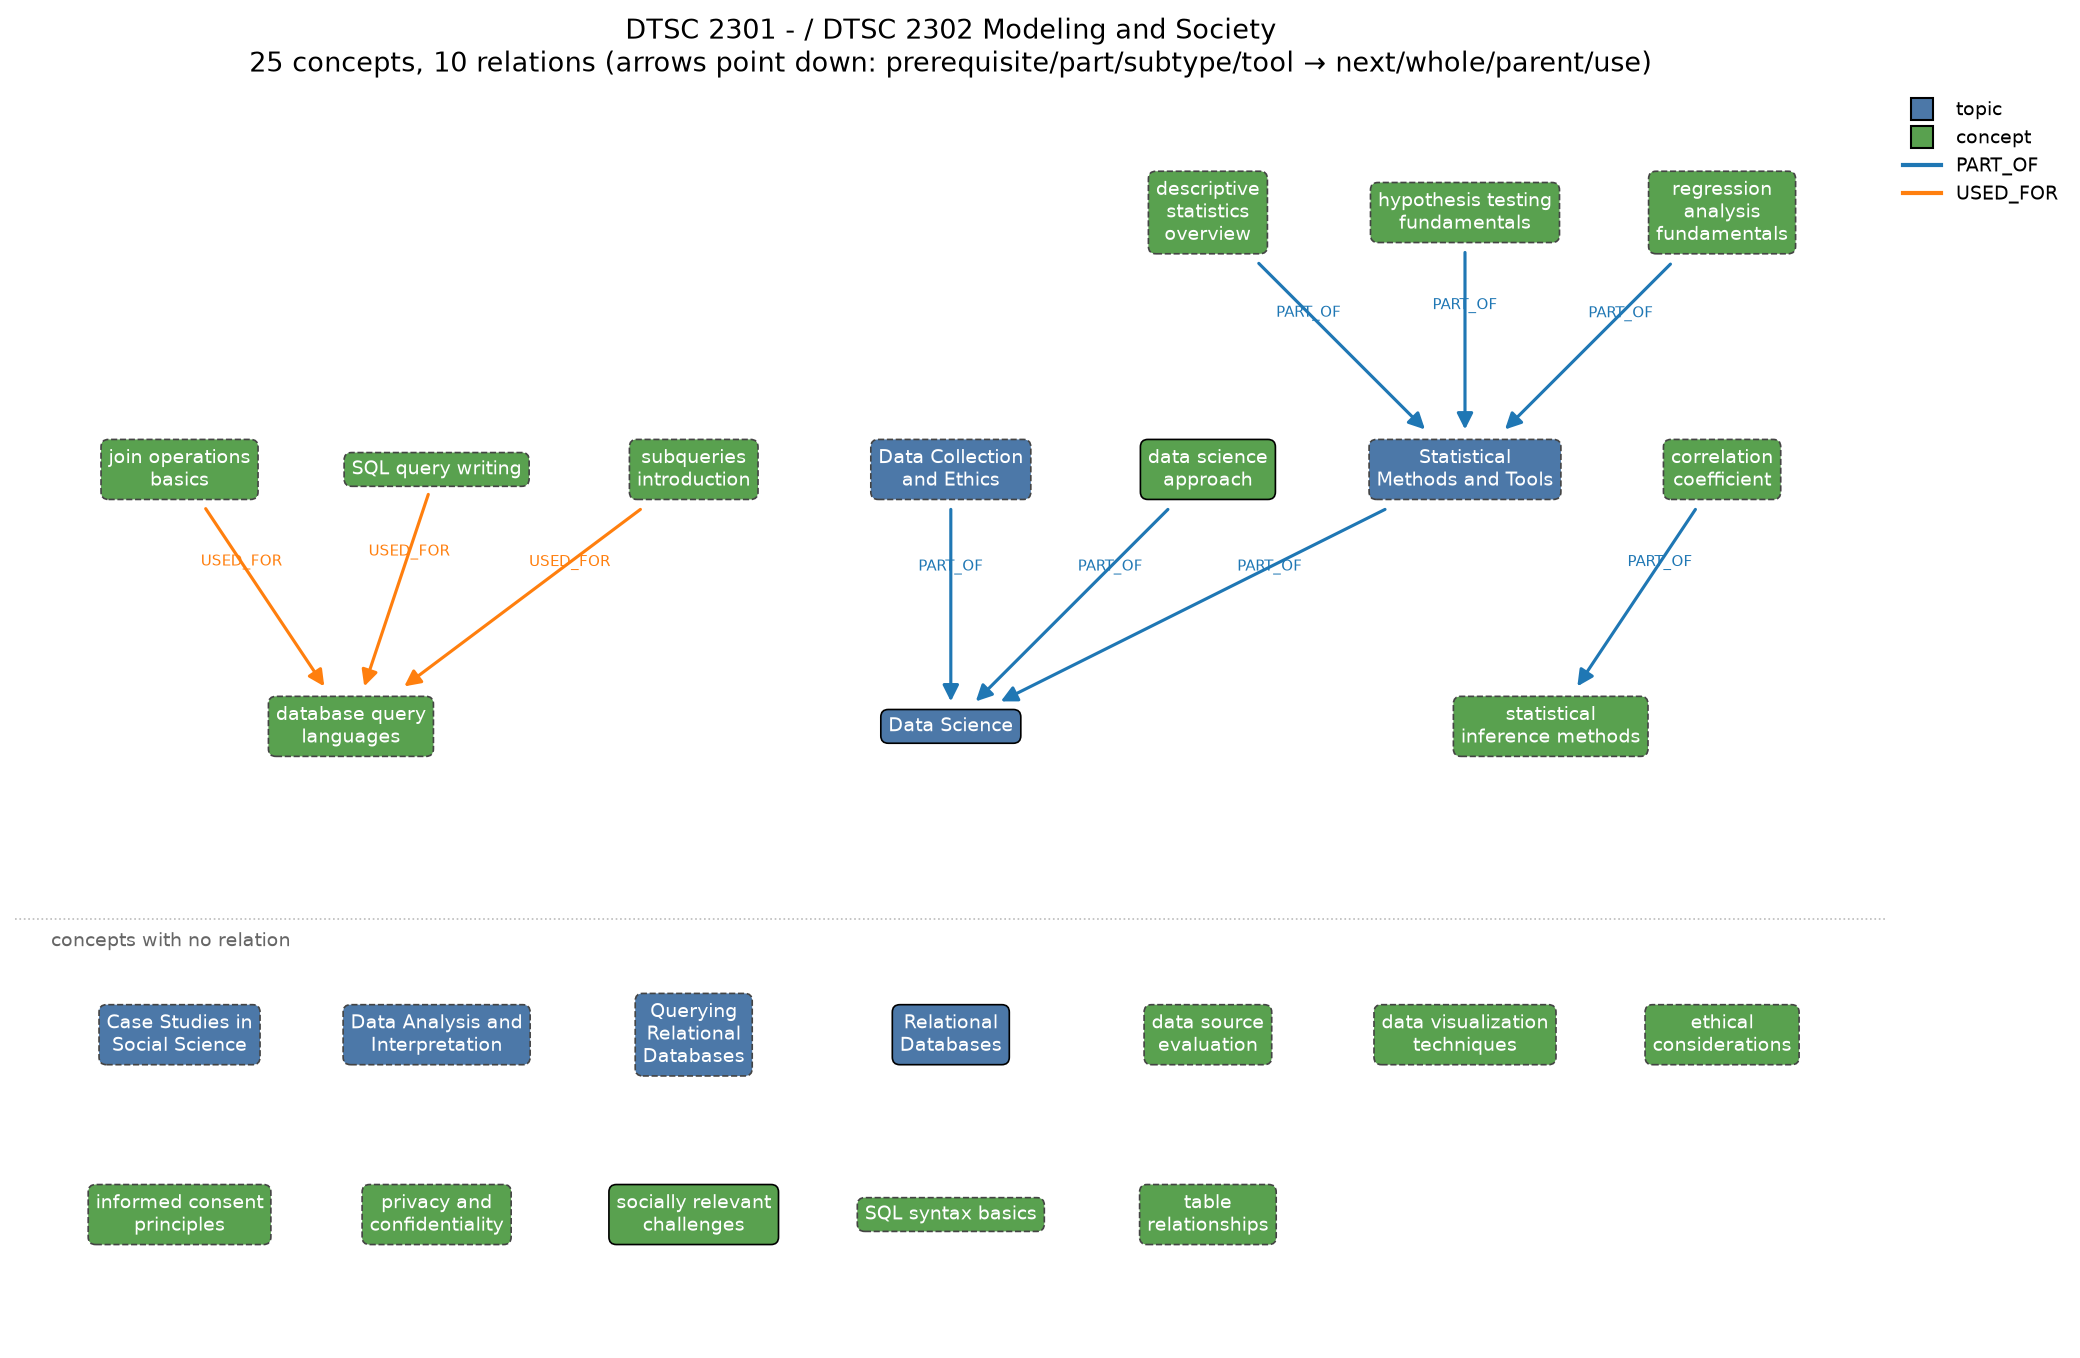 DTSC 2301 - / DTSC 2302 Modeling and Society
25 concepts, 10 relations (arrows point down: prerequisite/part/subtype/tool → next/whole/parent/use)
topic
concept
PART_OF
USED_FOR
descriptive
statistics
overview
hypothesis testing
fundamentals
regression
analysis
fundamentals
PART_OF
PART_OF
PART_OF
join operations
basics
SQL query writing
subqueries
introduction
Data Collection
and Ethics
data science
approach
Statistical
Methods and Tools
correlation
coefficient
USED_FOR
USED_FOR
USED_FOR
PART_OF
PART_OF
PART_OF
PART_OF
database query
languages
Data Science
statistical
inference methods
concepts with no relation
Case Studies in
Social Science
Data Analysis and
Interpretation
Querying
Relational
Databases
Relational
Databases
data source
evaluation
data visualization
techniques
ethical
considerations
informed consent
principles
privacy and
confidentiality
socially relevant
challenges
SQL syntax basics
table
relationships